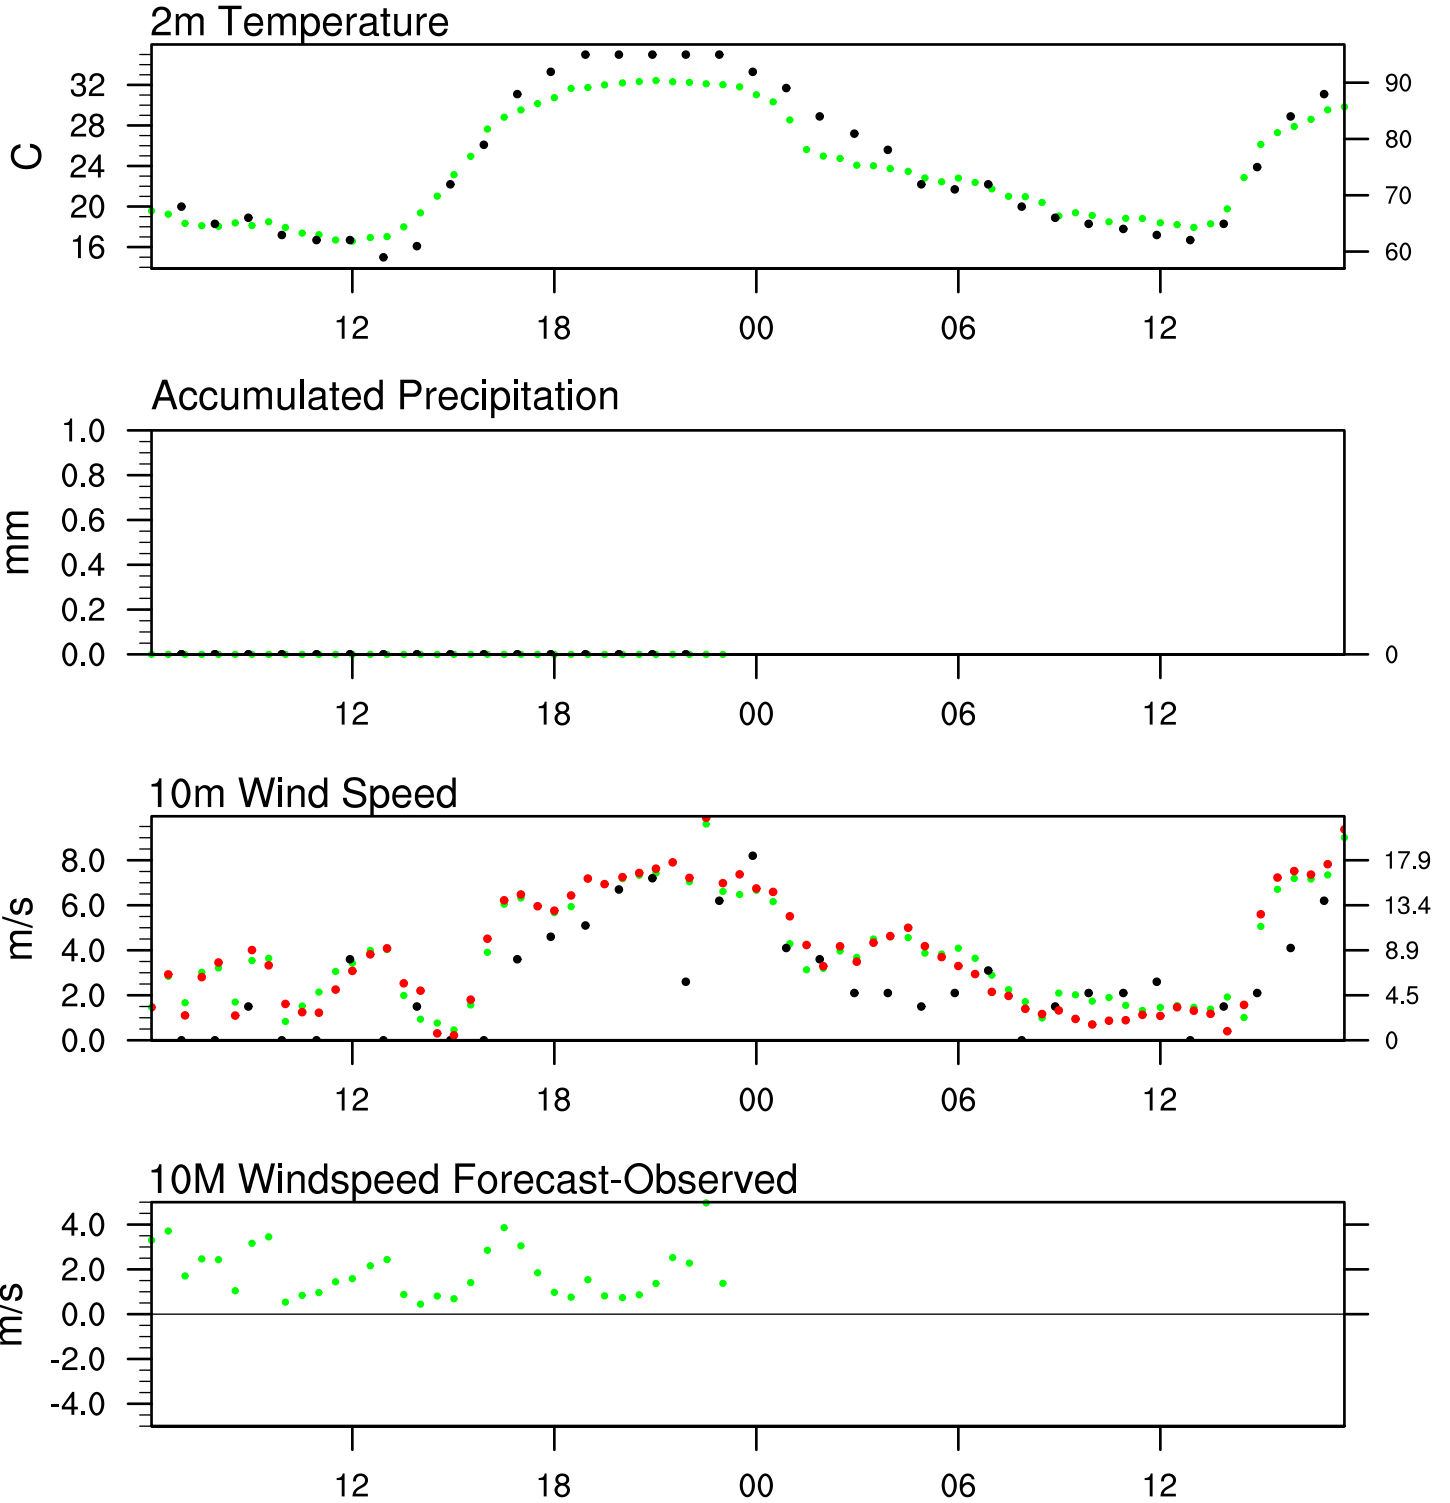 2m Temperature
C
32
28
24
20
16
90
80
70
60
12 18 00 06 12
Accumulated Precipitation
mm
1.0
0.8
0.6
0.4
0.2
0.0
0
12 18 00 06 12
10m Wind Speed
m/s
8.0
6.0
4.0
2.0
0.0
17.9
13.4
8.9
4.5
0
12 18 00 06 12
10M Windspeed Forecast-Observed
m/s
4.0
2.0
0.0
-2.0
-4.0
12 18 00 06 12